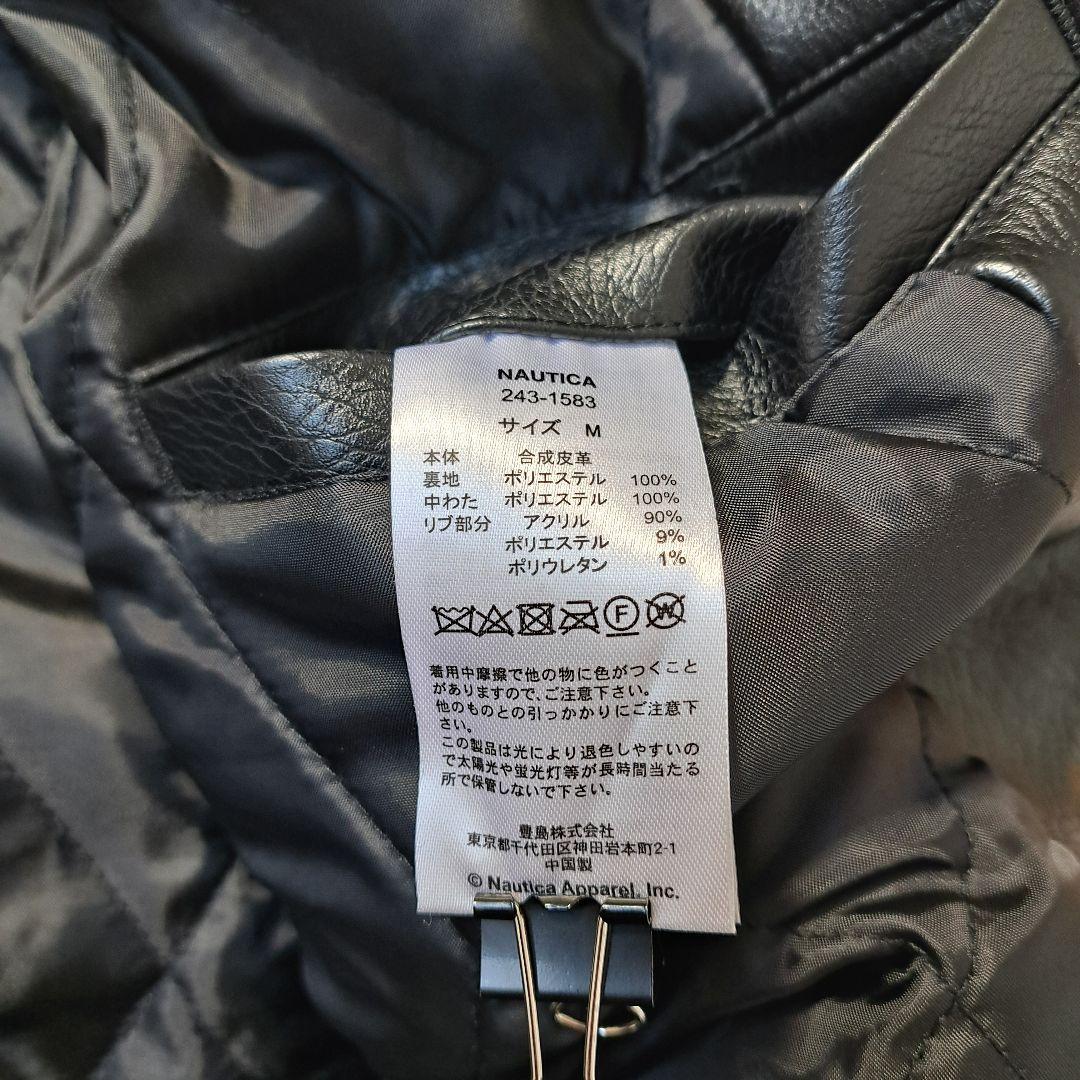 NAUTICA
243-1583
サイズ M
本体 合成皮革
裏地 ポリエステル 100%
中わた ポリエステル 100%
リブ部分 アクリル 90%
ポリエステル 9%
ポリウレタン 1%
F W
着用中摩擦で他の物に色がつくこと
がありますので、ご注意下さい。
他のものとの引っかかりにご注意下
さい。
この製品は光により退色しやすいの
で太陽光や蛍光灯等が長時間当たる
所で保管しないで下さい。
豊島株式会社
東京都千代田区神田岩本町2-1
中国製
© Nautica Apparel, Inc.